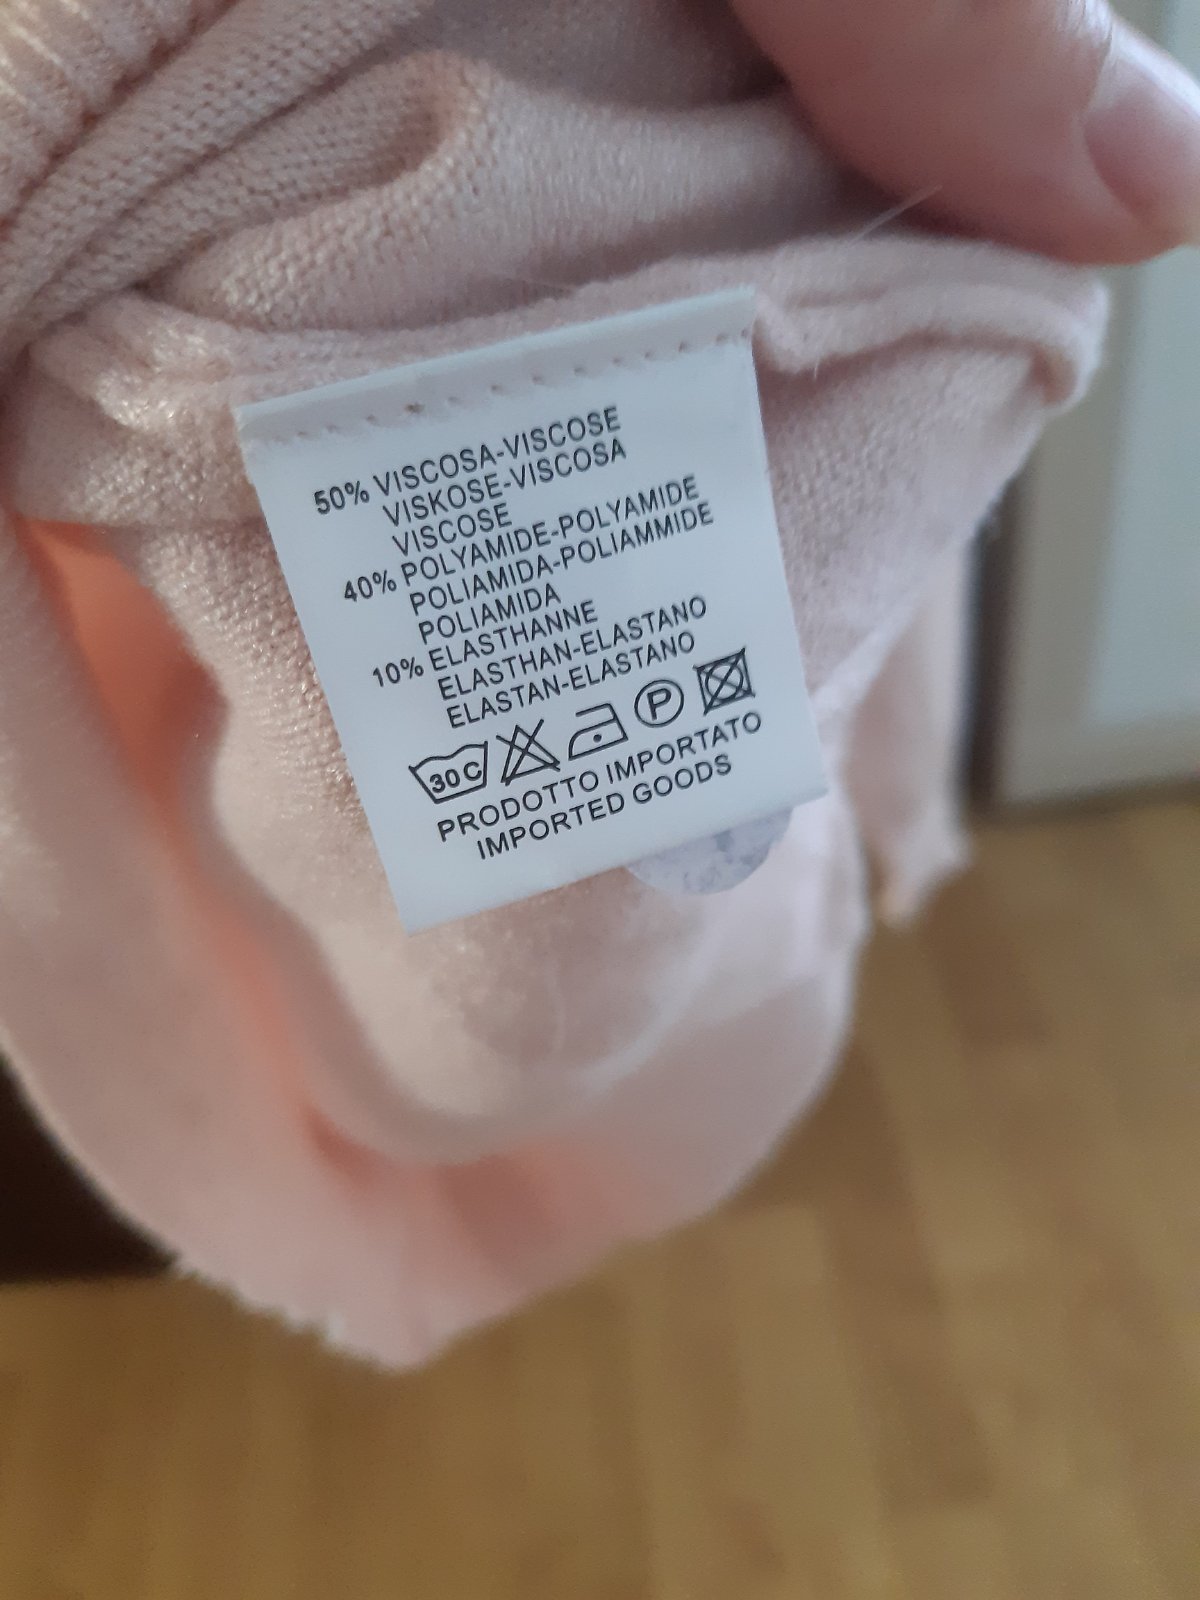 50% VISCOSA-VISCOSE
VISKOSE-VISCOSA
VISCOSE
40% POLYAMIDE-POLYAMIDE
POLIAMIDA-POLIAMMIDE
POLIAMIDA
10% ELASTHANNE
ELASTHAN-ELASTANO
ELASTAN-ELASTANO
30C P
PRODOTTO IMPORTATO
IMPORTED GOODS